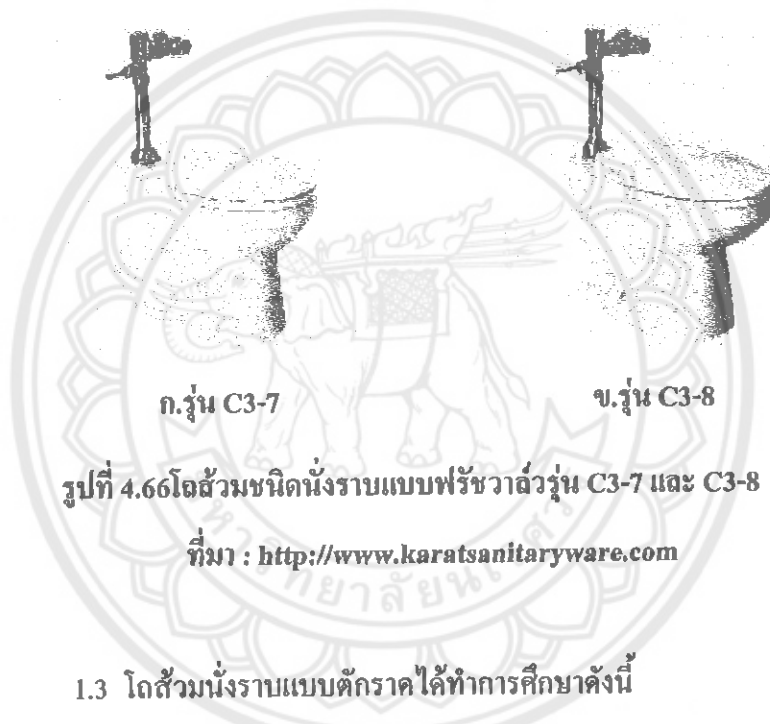 ก.รุ่น C3-7
ข.รุ่น C3-8
รูปที่ 4.66โถส้วมชนิดนั่งราบแบบฟรัชวาล์วรุ่น C3-7 และ C3-8
ที่มา : http://www.karatsanitaryware.com
1.3 โถส้วมนั่งราบแบบตักราดได้ทำการศึกษาดังนี้